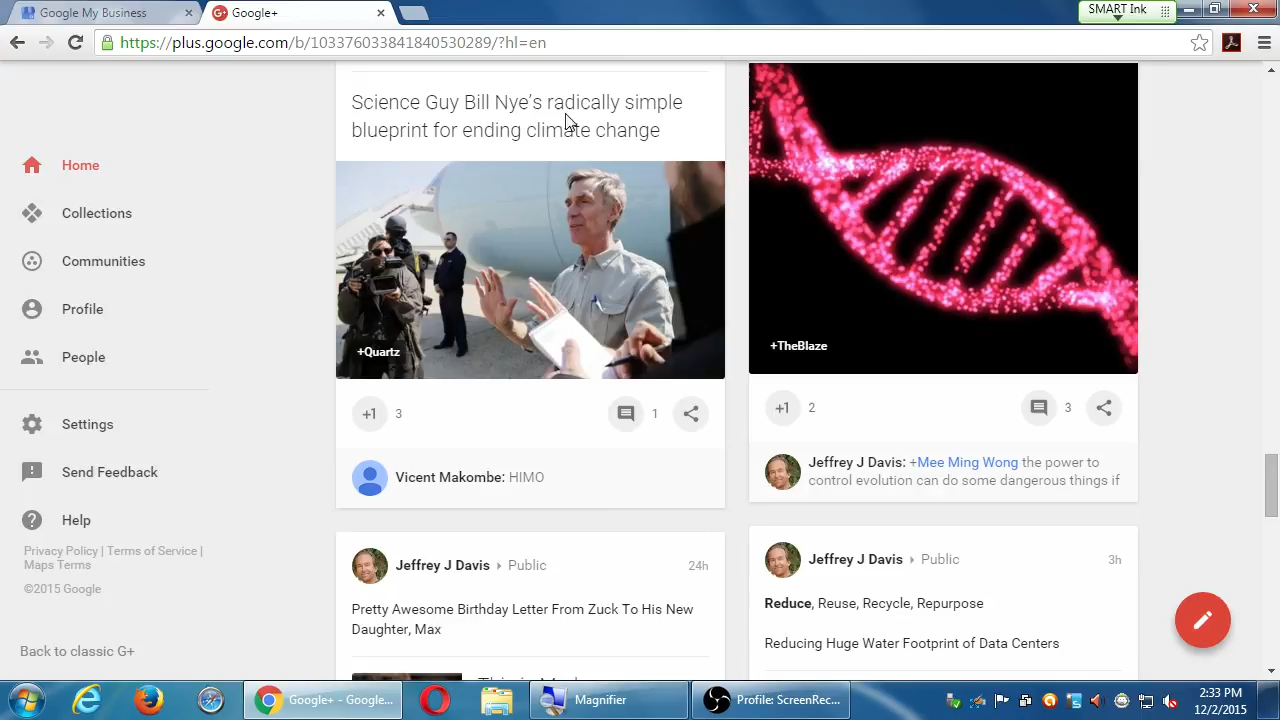 Google My Business
Google+
SMART Ink
https://plus.google.com/b/103376033841840530289/?hl=en
Home
Collections
Communities
Profile
People
Settings
Send Feedback
Help
Privacy Policy | Terms of Service |
Maps Terms
©2015 Google
Back to classic G+
Science Guy Bill Nye's radically simple
blueprint for ending climate change
+Quartz
+1 3
1
Vicent Makombe: HIMO
Jeffrey J Davis Public 24h
Pretty Awesome Birthday Letter From Zuck To His New
Daughter, Max
+TheBlaze
+1 2
3
Jeffrey J Davis: +Mee Ming Wong the power to
control evolution can do some dangerous things if
Jeffrey J Davis Public 3h
Reduce, Reuse, Recycle, Repurpose
Reducing Huge Water Footprint of Data Centers
Google+ - Google...
Magnifier
Profile: ScreenRec...
2:33 PM
12/2/2015